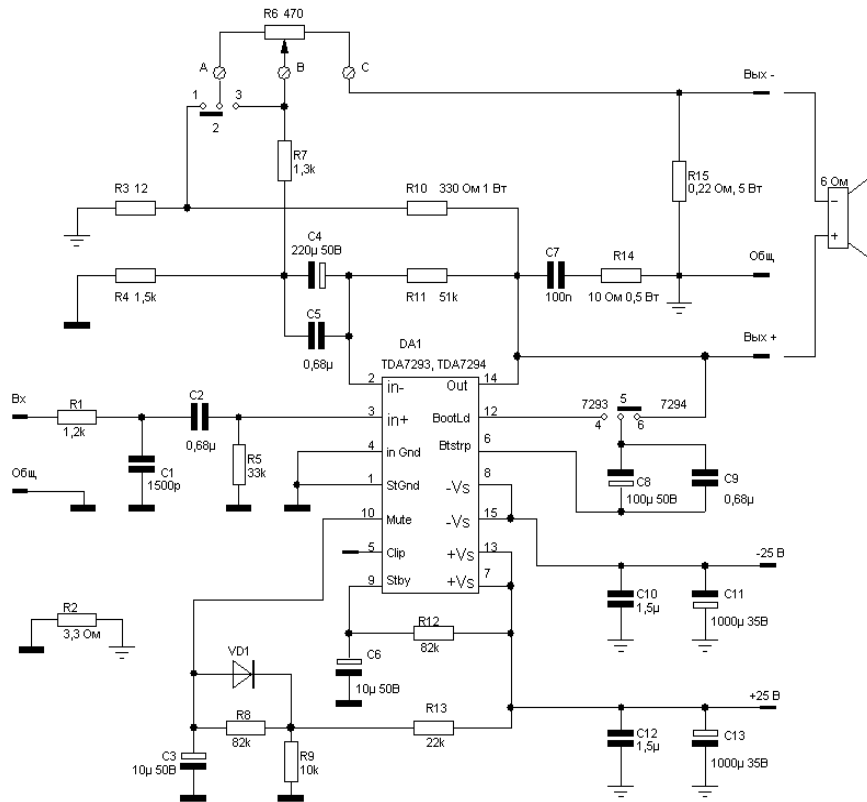 R6 470
A
B
C
Вых -
1
3
2
R7
1,3k
R15
0,22 Ом, 5 Вт
6 Ом
−
+
R3 12
R10
330 Ом 1 Вт
C4
220µ 50В
C7
100n
R14
10 Ом 0,5 Вт
Общ
R4 1,5k
R11
51k
C5
0,68µ
DA1
TDA7293, TDA7294
Вых +
Вх
R1
1,2k
C2
0,68µ
2
in-
Out
14
3
in+
BootLd
12
7293
5
7294
4
6
Общ
C1
1500p
R5
33k
4
in Gnd
Btstrp
6
1
StGnd
-Vs
8
C8
100µ 50В
C9
0,68µ
10
Mute
-Vs
15
5
Clip
+Vs
13
9
Stby
+Vs
7
-25 В
R2
3,3 Ом
R12
82k
C10
1,5µ
C11
1000µ 35В
VD1
C6
10µ 50В
R8
82k
R13
22k
+25 В
C3
10µ 50В
R9
10k
C12
1,5µ
C13
1000µ 35В